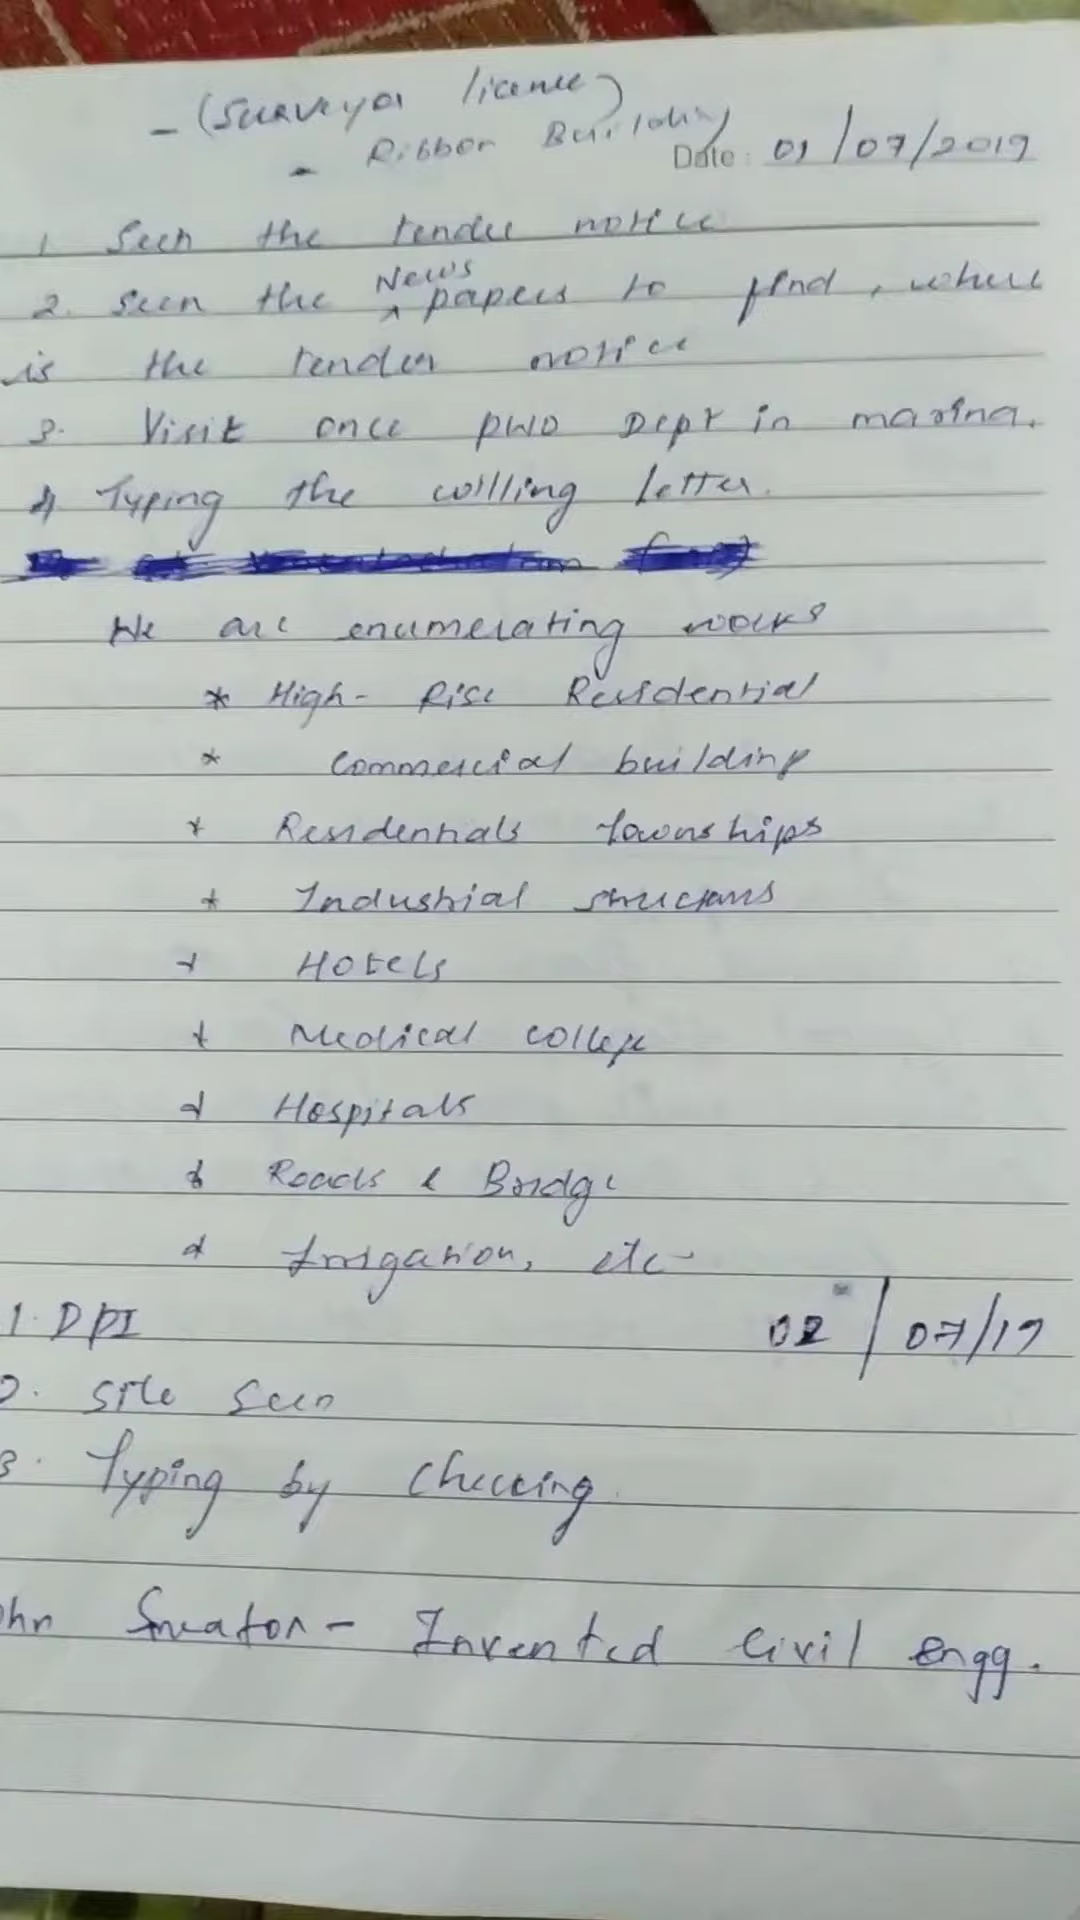 - (Surveyor licence)
- Ribbon Building
Date: 01/07/2019
1. Seen the tender notice
2. Seen the News papers to find, where
is the tender notice
3. Visit once PWD Dept in marina.
4. Typing the willing letter.
We are enumerating works
* High-Rise Residential
* Commercial building
* Residentials townships
* Industrial structures
* Hotels
* Medical college
* Hospitals
* Roads & Bridge
* Irrigation, etc-
1. DPI 02/07/19
2. Site Seen
3. Typing by Checking.
ohn Smeaton - Invented Civil engg.